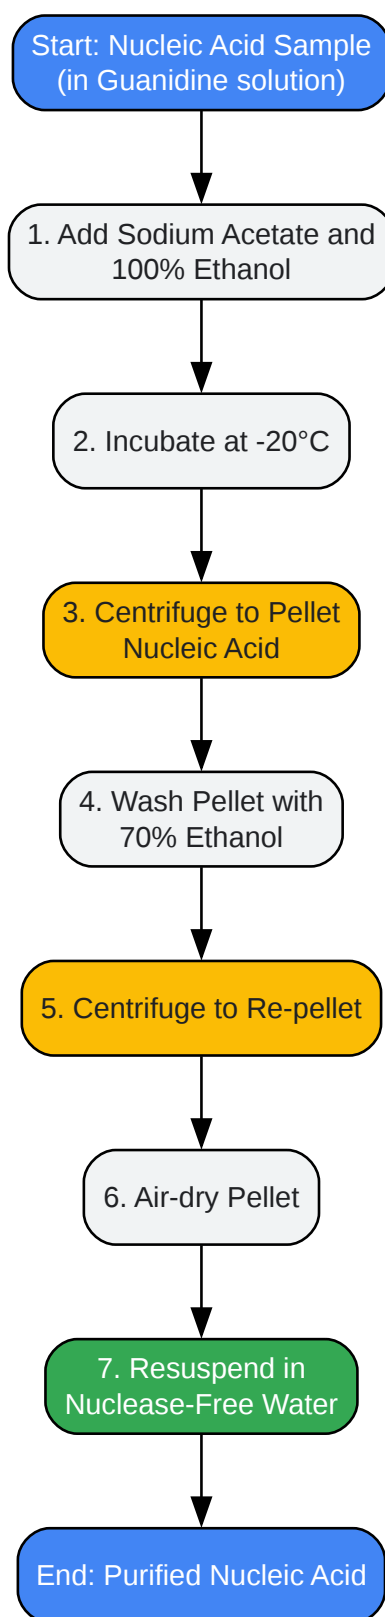 Start: Nucleic Acid Sample
(in Guanidine solution)
1. Add Sodium Acetate and
100% Ethanol
2. Incubate at -20°C
3. Centrifuge to Pellet
Nucleic Acid
4. Wash Pellet with
70% Ethanol
5. Centrifuge to Re-pellet
6. Air-dry Pellet
7. Resuspend in
Nuclease-Free Water
End: Purified Nucleic Acid